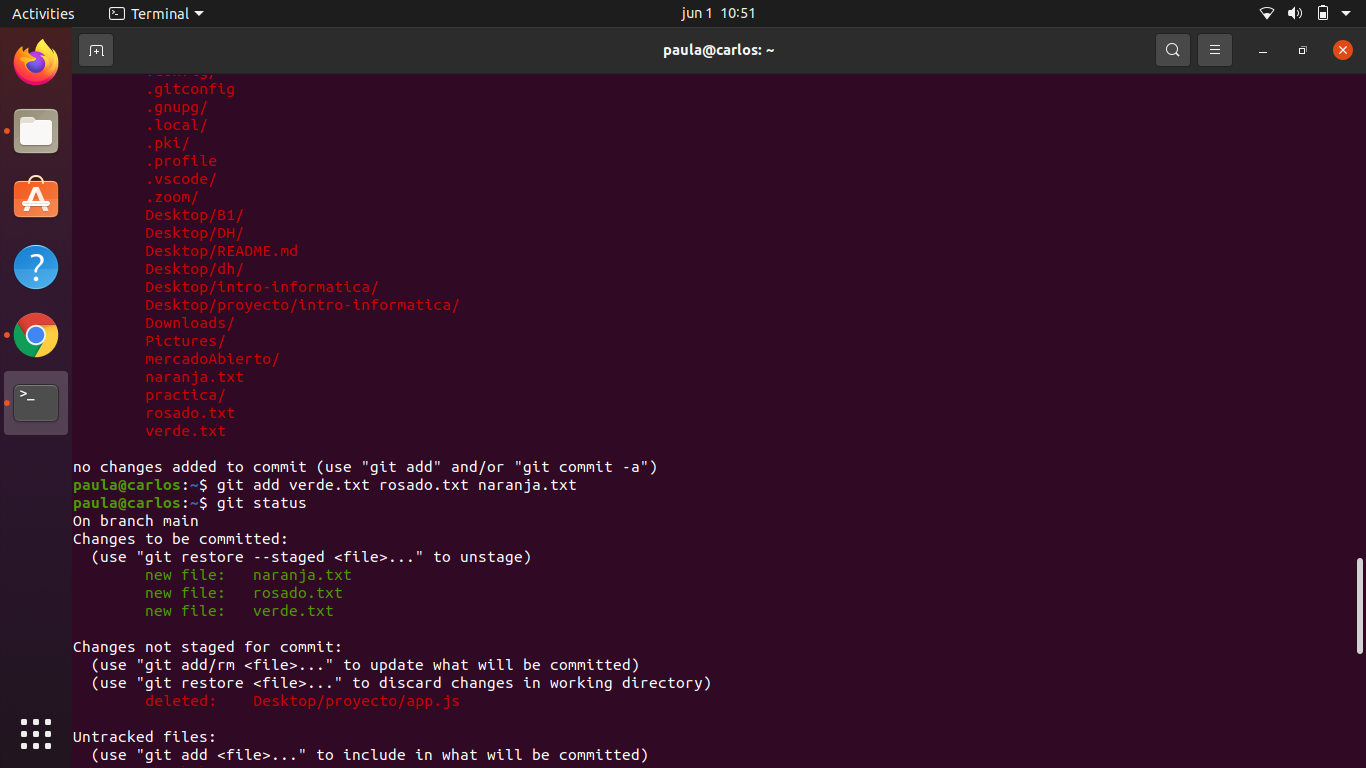 Activities
Terminal
jun 1 10:51
paula@carlos: ~
.gitconfig
.gnupg/
.local/
.pki/
.profile
.vscode/
.zoom/
Desktop/B1/
Desktop/DH/
Desktop/README.md
Desktop/dh/
Desktop/intro-informatica/
Desktop/proyecto/intro-informatica/
Downloads/
Pictures/
mercadoAbierto/
naranja.txt
practica/
rosado.txt
verde.txt
no changes added to commit (use "git add" and/or "git commit -a")
paula@carlos:~$ git add verde.txt rosado.txt naranja.txt
paula@carlos:~$ git status
On branch main
Changes to be committed:
(use "git restore --staged <file>..." to unstage)
new file: naranja.txt
new file: rosado.txt
new file: verde.txt
Changes not staged for commit:
(use "git add/rm <file>..." to update what will be committed)
(use "git restore <file>..." to discard changes in working directory)
deleted: Desktop/proyecto/app.js
Untracked files:
(use "git add <file>..." to include in what will be committed)